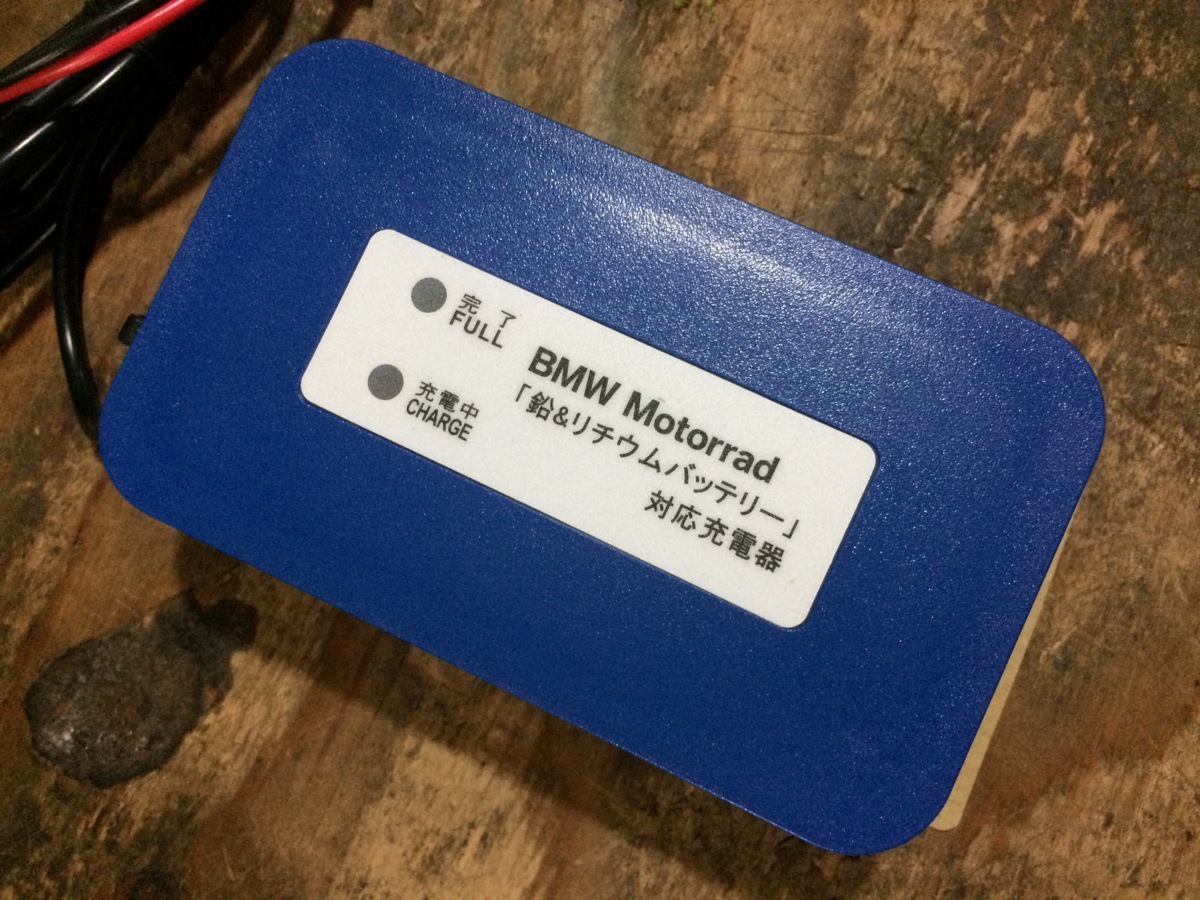 完了
FULL
充電中
CHARGE
BMW Motorrad
「鉛&リチウムバッテリー」
対応充電器